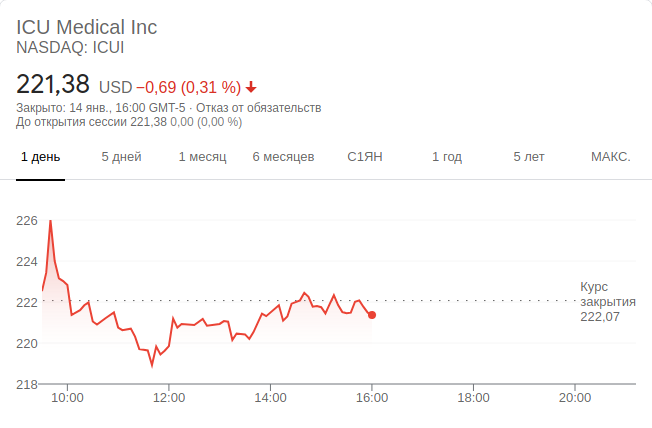 ICU Medical Inc
NASDAQ: ICUI
221,38 USD −0,69 (0,31 %)
Закрыто: 14 янв., 16:00 GMT-5 · Отказ от обязательств
До открытия сессии 221,38 0,00 (0,00 %)
1 день 5 дней 1 месяц 6 месяцев С1ЯН 1 год 5 лет МАКС.
226
224
222
220
218
Курс
закрытия
222,07
10:00 12:00 14:00 16:00 18:00 20:00